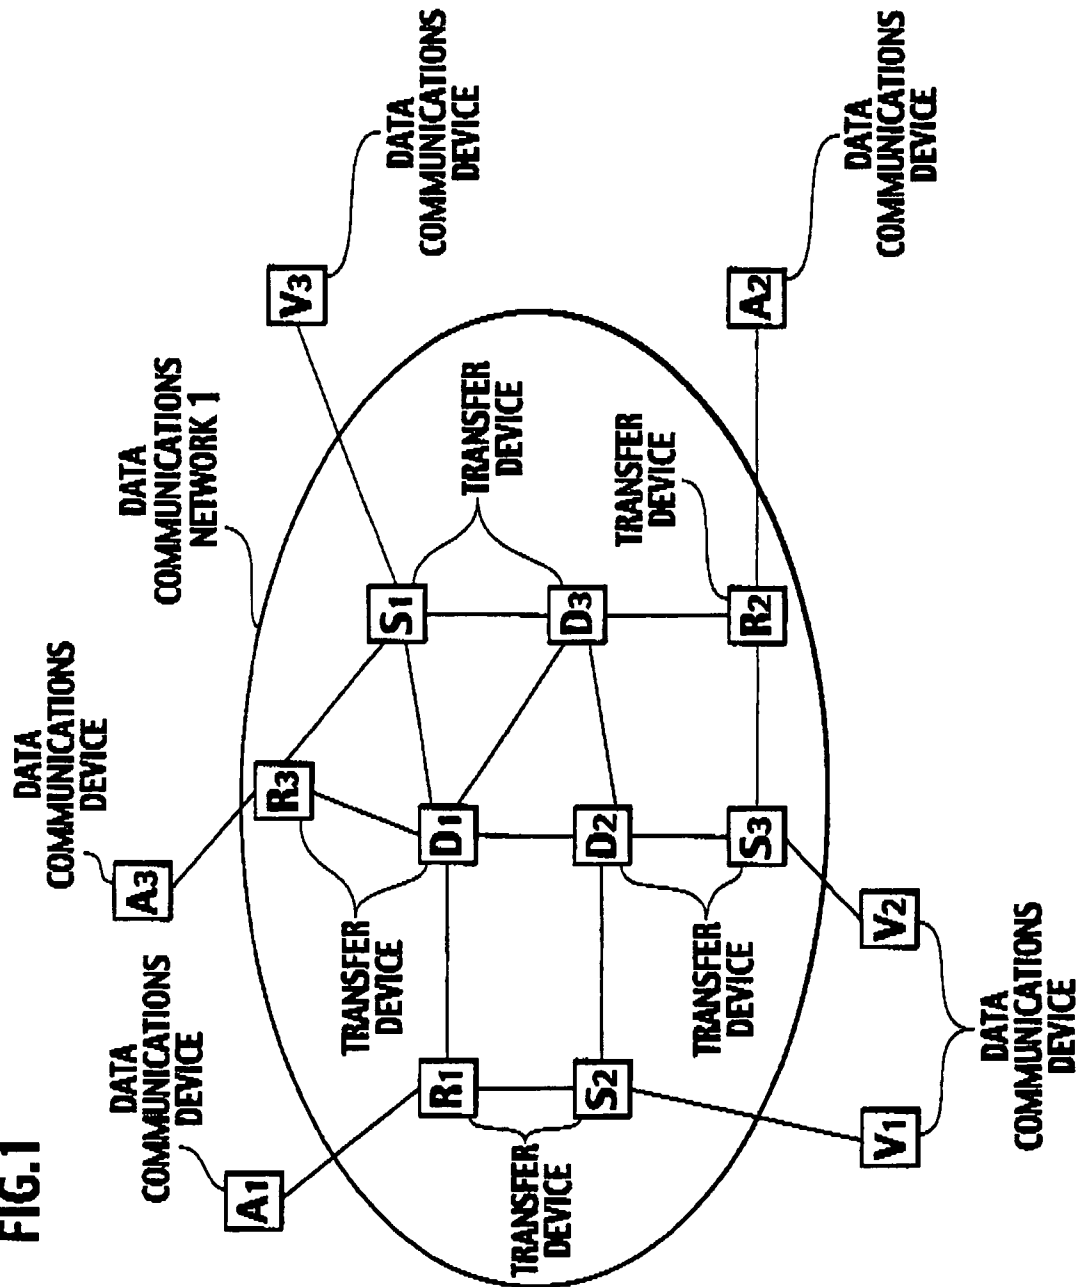 FIG.1
DATA
COMMUNICATIONS
DEVICE
A1
DATA
COMMUNICATIONS
DEVICE
A3
DATA
COMMUNICATIONS
NETWORK 1
V3
DATA
COMMUNICATIONS
DEVICE
R3
S1
TRANSFER
DEVICE
R1
TRANSFER
DEVICE
D1
D3
TRANSFER
DEVICE
S2
D2
TRANSFER
DEVICE
TRANSFER
DEVICE
S3
R2
A2
DATA
COMMUNICATIONS
DEVICE
V1
V2
DATA
COMMUNICATIONS
DEVICE